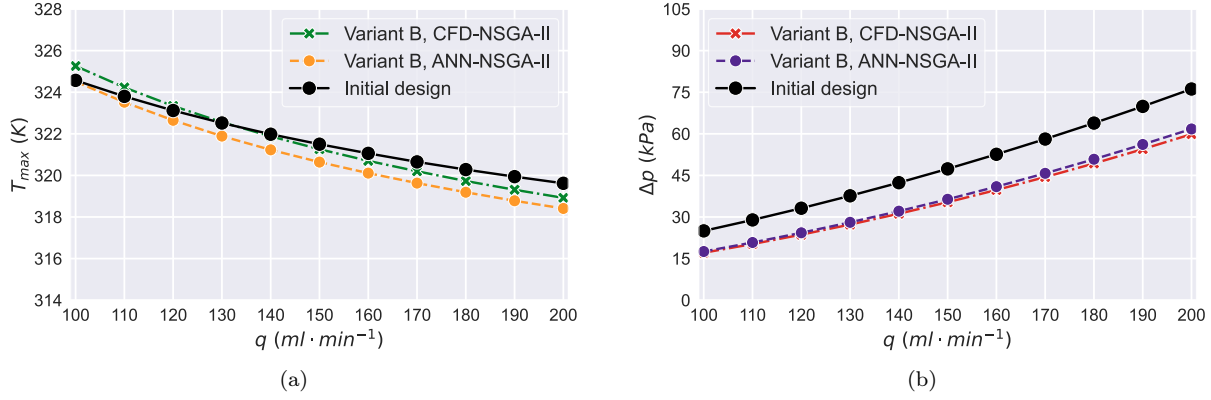 328
326
324
322
320
318
316
314
T_max (K)
Variant B, CFD-NSGA-II
Variant B, ANN-NSGA-II
Initial design
100 110 120 130 140 150 160 170 180 190 200
q (ml · min⁻¹)
(a)
105
90
75
60
45
30
15
0
Δp (kPa)
Variant B, CFD-NSGA-II
Variant B, ANN-NSGA-II
Initial design
100 110 120 130 140 150 160 170 180 190 200
q (ml · min⁻¹)
(b)